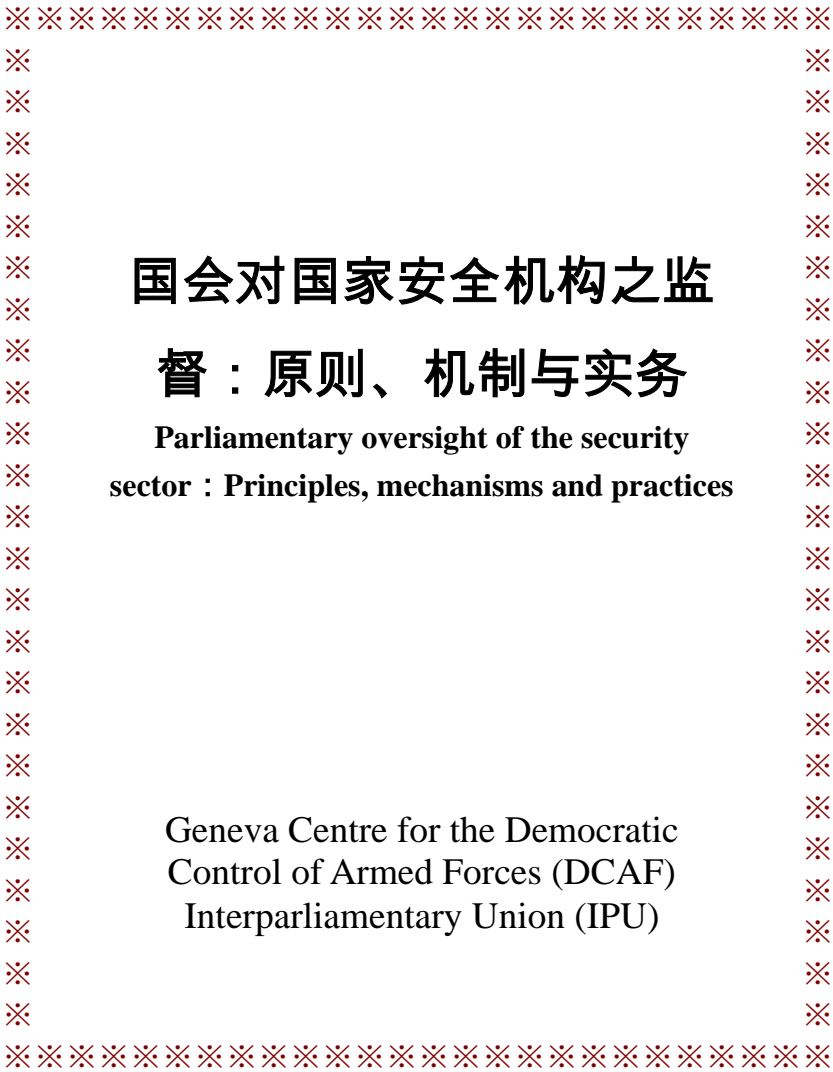 国会对国家安全机构之监
督：原则、机制与实务
Parliamentary oversight of the security
sector：Principles, mechanisms and practices
Geneva Centre for the Democratic
Control of Armed Forces (DCAF)
Interparliamentary Union (IPU)